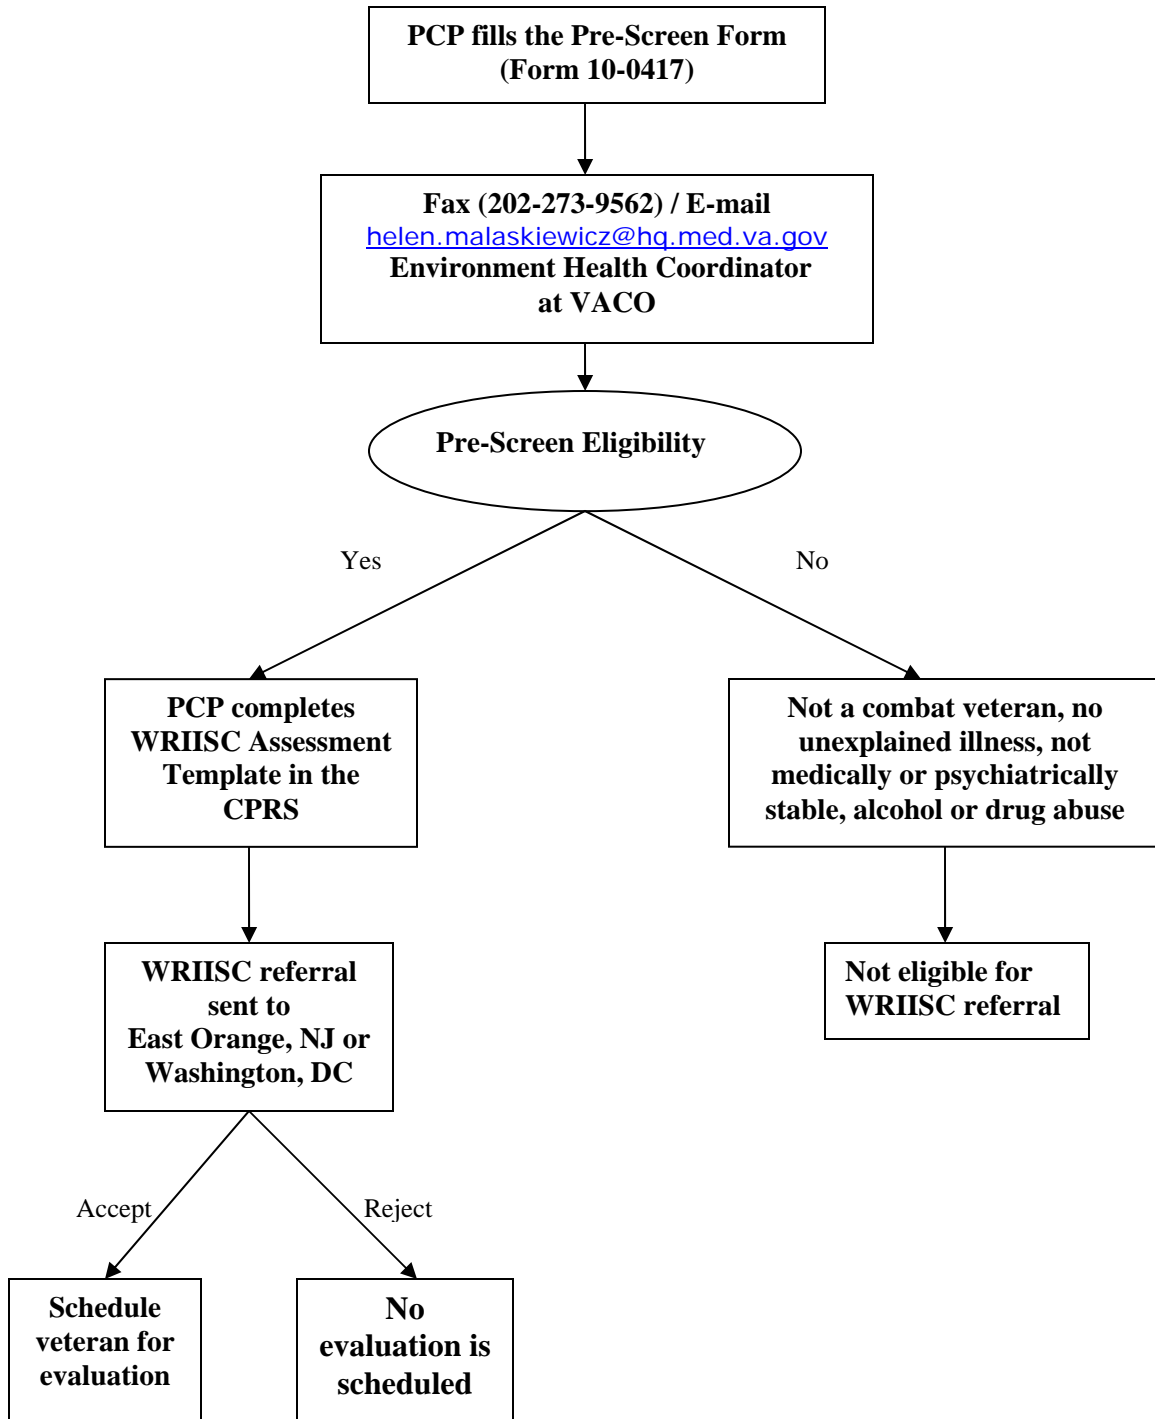 PCP fills the Pre-Screen Form
(Form 10-0417)
Fax (202-273-9562) / E-mail
helen.malaskiewicz@hq.med.va.gov
Environment Health Coordinator
at VACO
Pre-Screen Eligibility
Yes
No
PCP completes
WRIISC Assessment
Template in the
CPRS
Not a combat veteran, no
unexplained illness, not
medically or psychiatrically
stable, alcohol or drug abuse
WRIISC referral
sent to
East Orange, NJ or
Washington, DC
Not eligible for
WRIISC referral
Accept
Reject
Schedule
veteran for
evaluation
No
evaluation is
scheduled